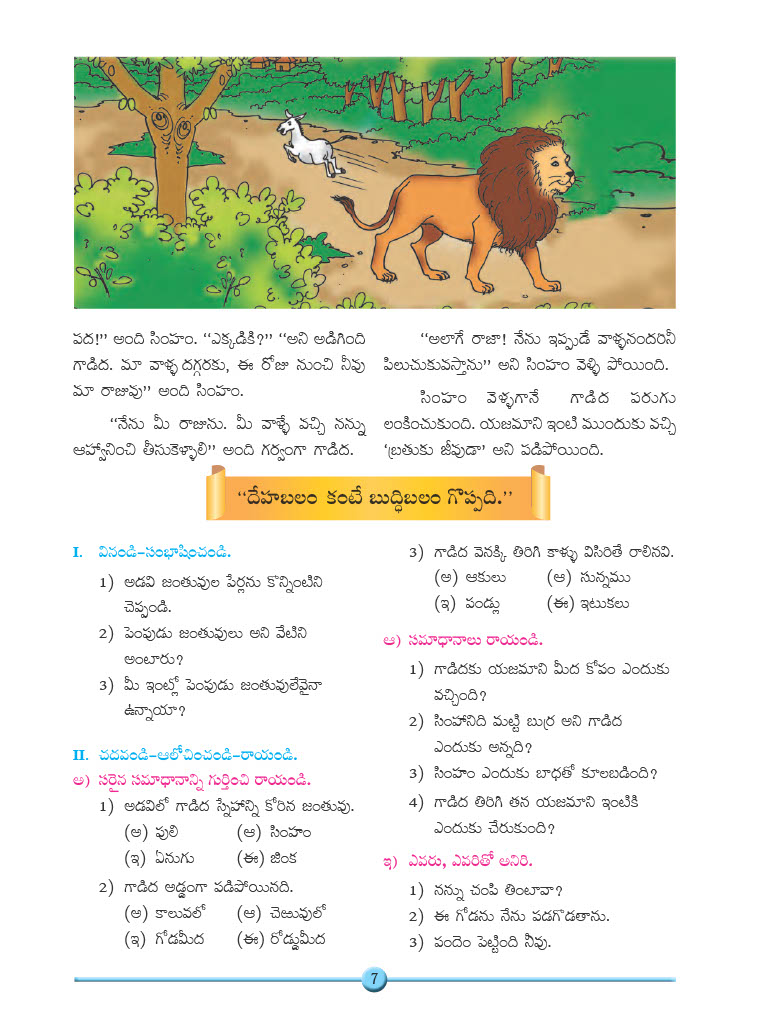 పద!” అంది సింహం. “ఎక్కడికి?” “అని అడిగింది
గాడిద. మా వాళ్ళ దగ్గరకు, ఈ రోజు నుంచి నీవు
మా రాజువు” అంది సింహం.
“నేను మీ రాజును. మీ వాళ్ళే వచ్చి నన్ను
ఆహ్వానించి తీసుకెళ్ళాలి” అంది గర్వంగా గాడిద.
“అలాగే రాజా! నేను ఇప్పుడే వాళ్ళనందరినీ
పిలుచుకువస్తాను” అని సింహం వెళ్ళి పోయింది.
సింహం వెళ్ళగానే గాడిద పరుగు
లంకించుకుంది. యజమాని ఇంటి ముందుకు వచ్చి
‘బ్రతుకు జీవుడా’ అని పడిపోయింది.
“దేహబలం కంటే బుద్ధిబలం గొప్పది.”
I. వినండి-సంభాషించండి.
1) అడవి జంతువుల పేర్లను కొన్నింటిని
చెప్పండి.
2) పెంపుడు జంతువులు అని వేటిని
అంటారు?
3) మీ ఇంట్లో పెంపుడు జంతువులేవైనా
ఉన్నాయా?
II. చదవండి-ఆలోచించండి-రాయండి.
అ) సరైన సమాధానాన్ని గుర్తించి రాయండి.
1) అడవిలో గాడిద స్నేహాన్ని కోరిన జంతువు.
(అ) పులి (ఆ) సింహం
(ఇ) ఏనుగు (ఈ) జింక
2) గాడిద అడ్డంగా పడిపోయినది.
(అ) కాలువలో (ఆ) చెఱువులో
(ఇ) గోడమీద (ఈ) రోడ్డుమీద
3) గాడిద వెనక్కి తిరిగి కాళ్ళు విసిరితే రాలినవి.
(అ) ఆకులు (ఆ) సున్నము
(ఇ) పండ్లు (ఈ) ఇటుకలు
ఆ) సమాధానాలు రాయండి.
1) గాడిదకు యజమాని మీద కోపం ఎందుకు
వచ్చింది?
2) సింహానిది మట్టి బుర్ర అని గాడిద
ఎందుకు అన్నది?
3) సింహం ఎందుకు బాధతో కూలబడింది?
4) గాడిద తిరిగి తన యజమాని ఇంటికి
ఎందుకు చేరుకుంది?
ఇ) ఎవరు, ఎవరితో అనిరి.
1) నన్ను చంపి తింటావా?
2) ఈ గోడను నేను పడగొడతాను.
3) పందెం పెట్టింది నీవు.
7